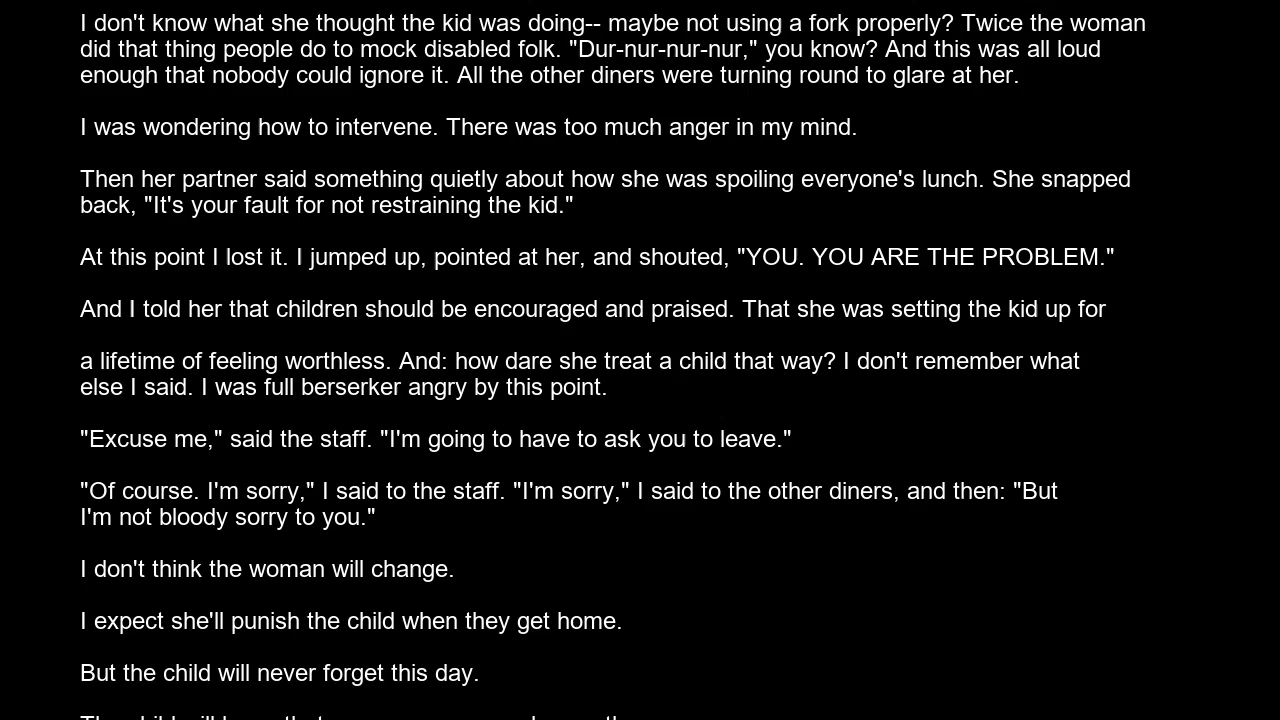 I don't know what she thought the kid was doing-- maybe not using a fork properly? Twice the woman
did that thing people do to mock disabled folk. "Dur-nur-nur-nur," you know? And this was all loud
enough that nobody could ignore it. All the other diners were turning round to glare at her.
I was wondering how to intervene. There was too much anger in my mind.
Then her partner said something quietly about how she was spoiling everyone's lunch. She snapped
back, "It's your fault for not restraining the kid."
At this point I lost it. I jumped up, pointed at her, and shouted, "YOU. YOU ARE THE PROBLEM."
And I told her that children should be encouraged and praised. That she was setting the kid up for
a lifetime of feeling worthless. And: how dare she treat a child that way? I don't remember what
else I said. I was full berserker angry by this point.
"Excuse me," said the staff. "I'm going to have to ask you to leave."
"Of course. I'm sorry," I said to the staff. "I'm sorry," I said to the other diners, and then: "But
I'm not bloody sorry to you."
I don't think the woman will change.
I expect she'll punish the child when they get home.
But the child will never forget this day.